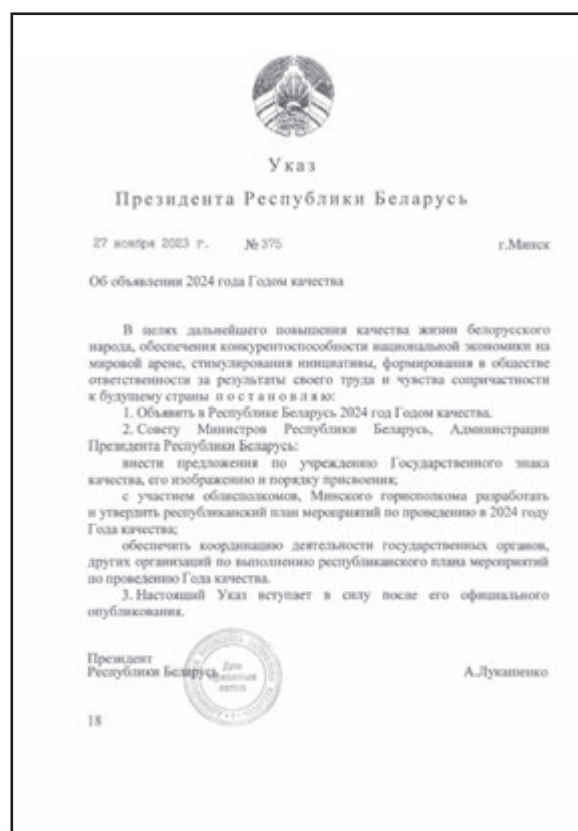 Указ
Президента Республики Беларусь
27 ноября 2023 г. № 375 г.Минск
Об объявлении 2024 года Годом качества
В целях дальнейшего повышения качества жизни белорусского
народа, обеспечения конкурентоспособности национальной экономики на
мировой арене, стимулирования инициативы, формирования в обществе
ответственности за результаты своего труда и чувства сопричастности
к будущему страны постановляю:
1. Объявить в Республике Беларусь 2024 год Годом качества.
2. Совету Министров Республики Беларусь, Администрации
Президента Республики Беларусь:
внести предложения по учреждению Государственного знака
качества, его изображению и порядку присвоения;
с участием облисполкомов, Минского горисполкома разработать
и утвердить республиканский план мероприятий по проведению в 2024 году
Года качества;
обеспечить координацию деятельности государственных органов,
других организаций по выполнению республиканского плана мероприятий
по проведению Года качества.
3. Настоящий Указ вступает в силу после его официального
опубликования.
Президент
Республики Беларусь А.Лукашенко
Для
правовых
актов
18